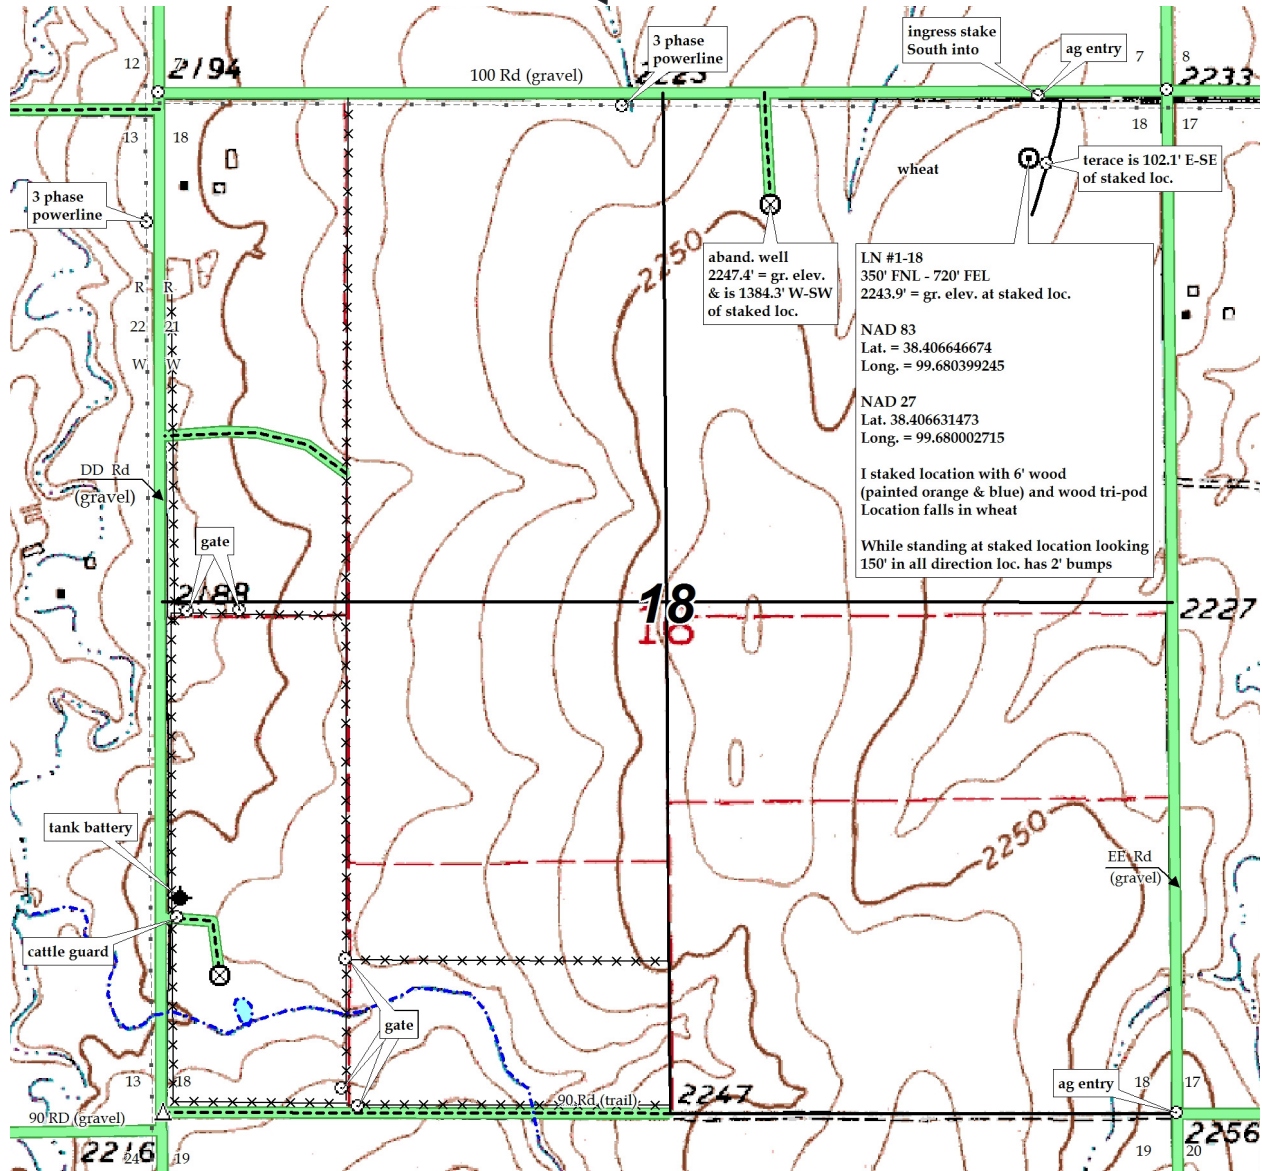 ingress stake
South into
ag entry
3 phase
powerline
12
7
2194
100 Rd (gravel)
2223
7
8
2233
13
18
18
17
wheat
terace is 102.1' E-SE
of staked loc.
3 phase
powerline
2250
aband. well
2247.4' = gr. elev.
& is 1384.3' W-SW
of staked loc.
LN #1-18
350' FNL - 720' FEL
2243.9' = gr. elev. at staked loc.
NAD 83
Lat. = 38.406646674
Long. = 99.680399245
NAD 27
Lat. 38.406631473
Long. = 99.680002715
I staked location with 6' wood
(painted orange & blue) and wood tri-pod
Location falls in wheat
While standing at staked location looking
150' in all direction loc. has 2' bumps
R
R
22
21
W
W
DD Rd
(gravel)
gate
2188
18
18
2227
tank battery
2250
EE Rd
(gravel)
cattle guard
gate
13
18
90 RD (gravel)
90 Rd (trail)
2247
ag entry
18
17
2216
24
19
19
20
2256